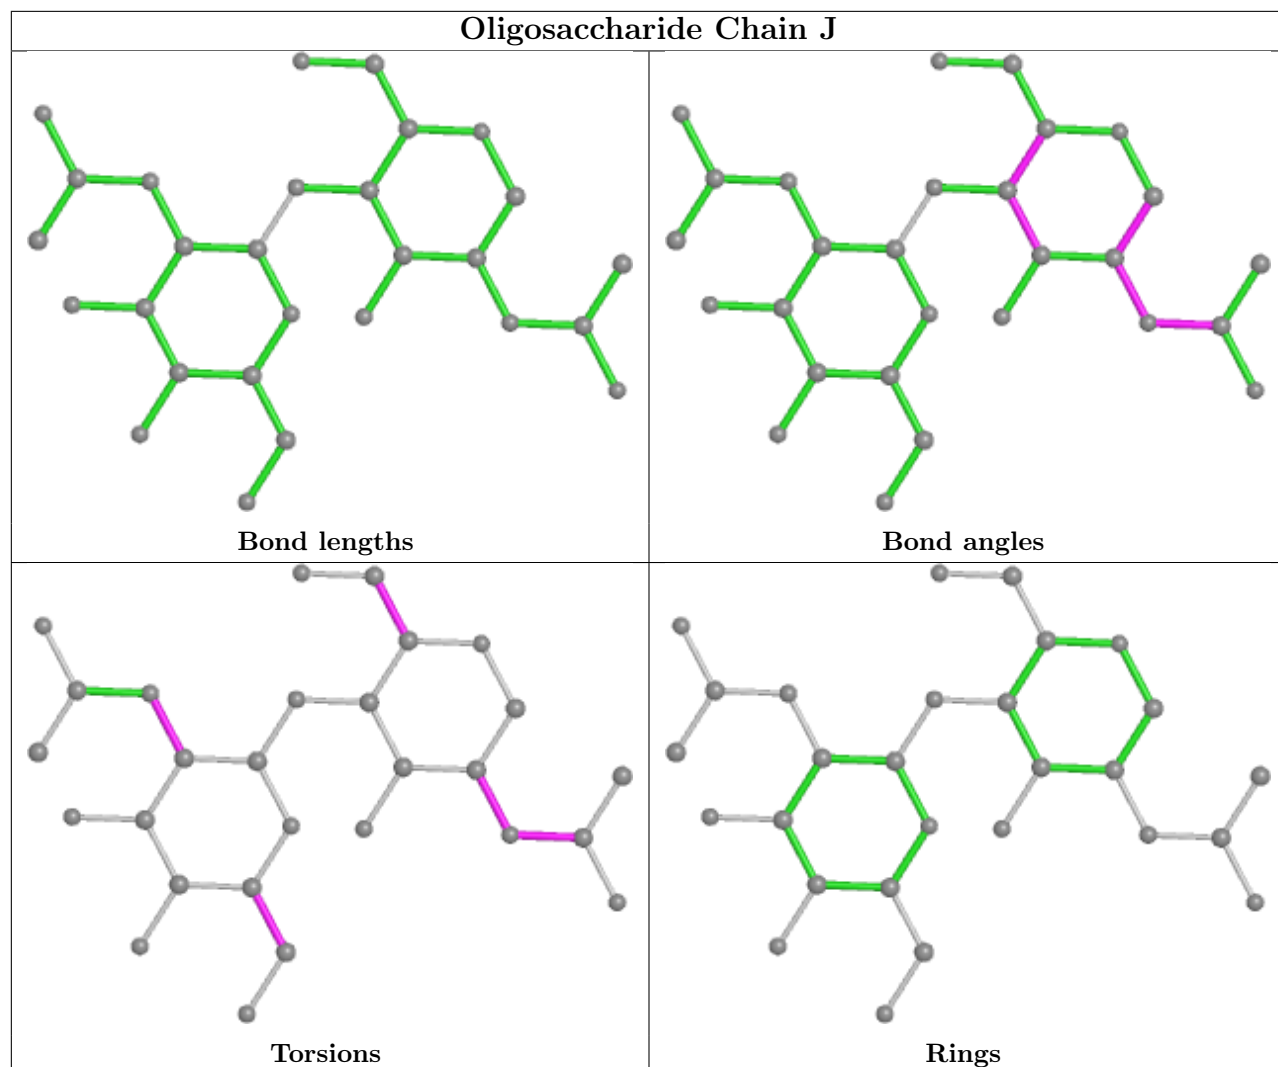 Oligosaccharide Chain J
Bond lengths
Bond angles
Torsions
Rings